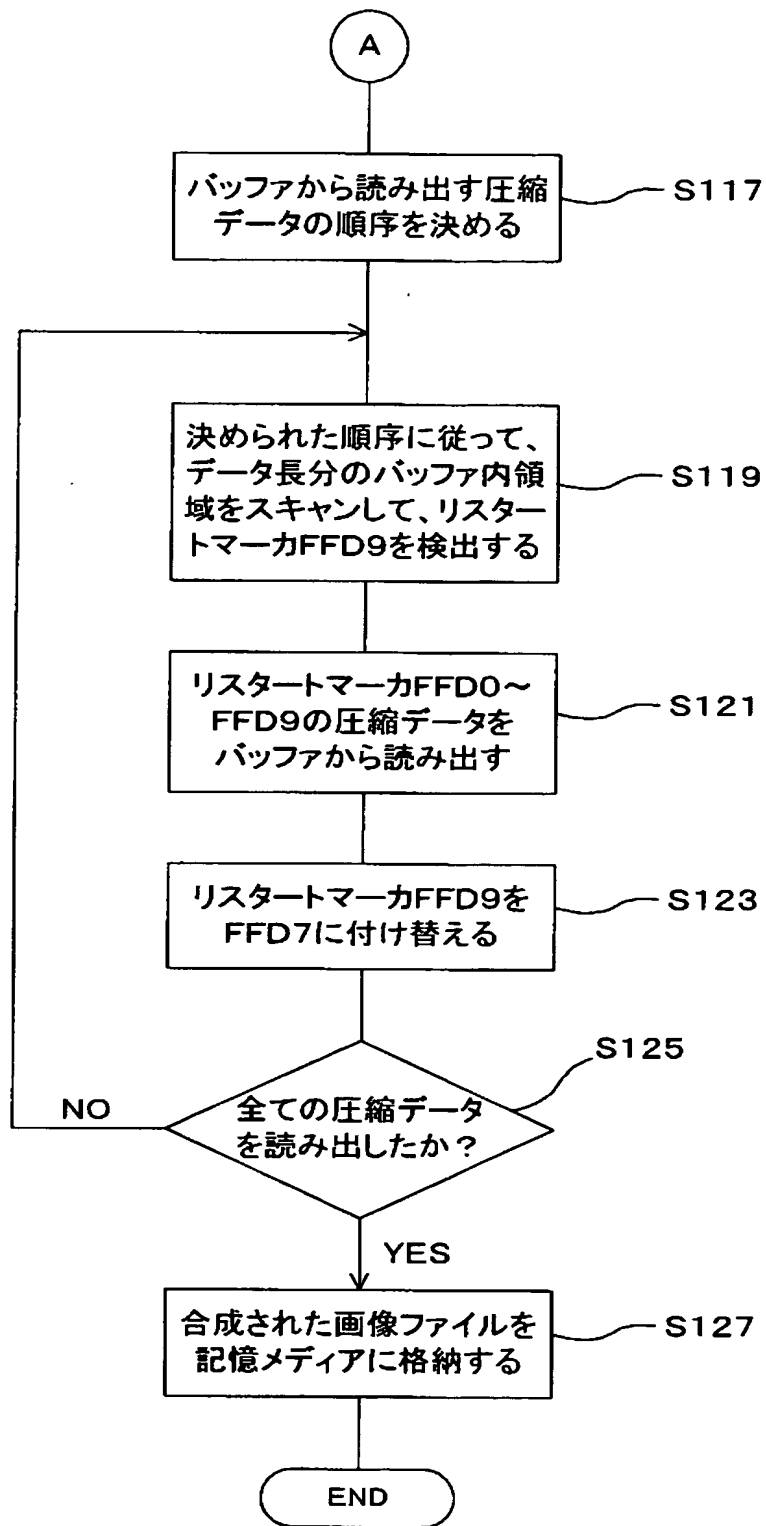 A
バッファから読み出す圧縮
データの順序を決める
S117
決められた順序に従って、
データ長分のバッファ内領
域をスキャンして、リスター
トマーカFFD9を検出する
S119
リスタートマーカFFD0～
FFD9の圧縮データを
バッファから読み出す
S121
リスタートマーカFFD9を
FFD7に付け替える
S123
S125
NO
全ての圧縮データ
を読み出したか？
YES
合成された画像ファイルを
記憶メディアに格納する
S127
END